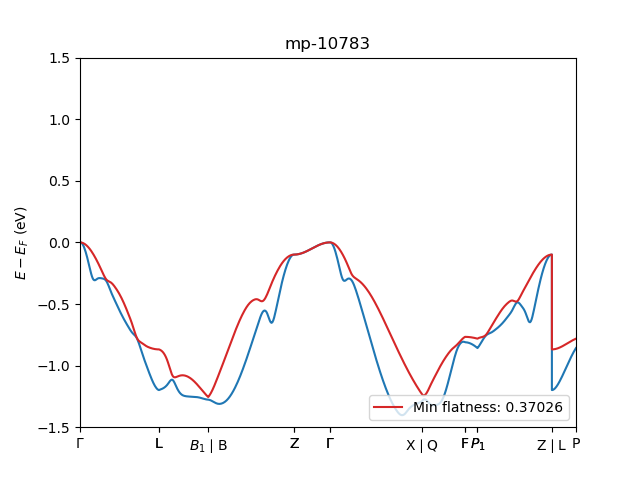 mp-10783
E − E_F (eV)
1.5
1.0
0.5
0.0
−0.5
−1.0
−1.5
Γ L B₁ | B Z Γ X | Q F P₁ Z | L P
Min flatness: 0.37026